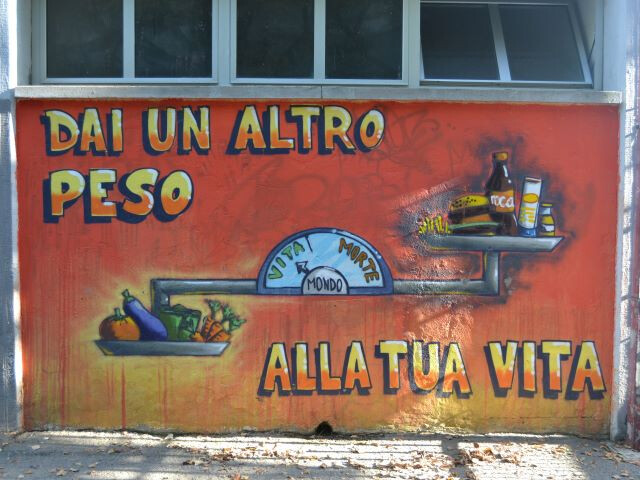 DAI UN ALTRO
PESO
VITA
MORTE
MONDO
ALLA TUA VITA